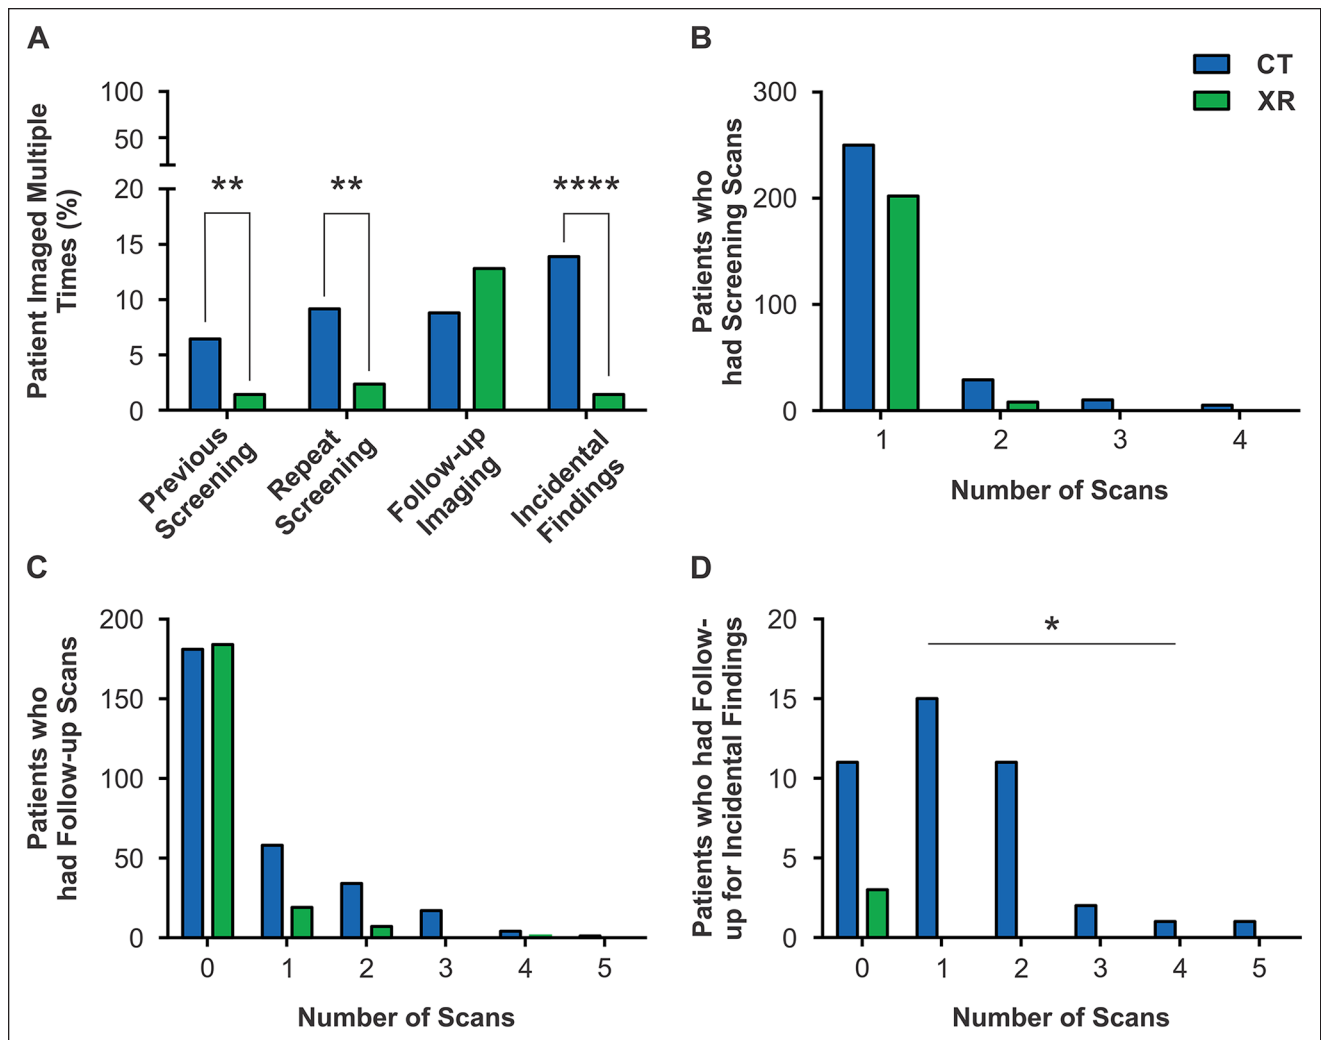 A
Patient Imaged Multiple
Times (%)
100
50
20
15
10
5
0
**
**
****
Previous
Screening
Repeat
Screening
Follow-up
Imaging
Incidental
Findings
B
CT
XR
Patients who
had Screening Scans
300
200
100
0
1 2 3 4
Number of Scans
C
Patients who
had Follow-up Scans
200
150
100
50
0
0 1 2 3 4 5
Number of Scans
D
Patients who had Follow-
up for Incidental Findings
20
15
10
5
0
*
0 1 2 3 4 5
Number of Scans